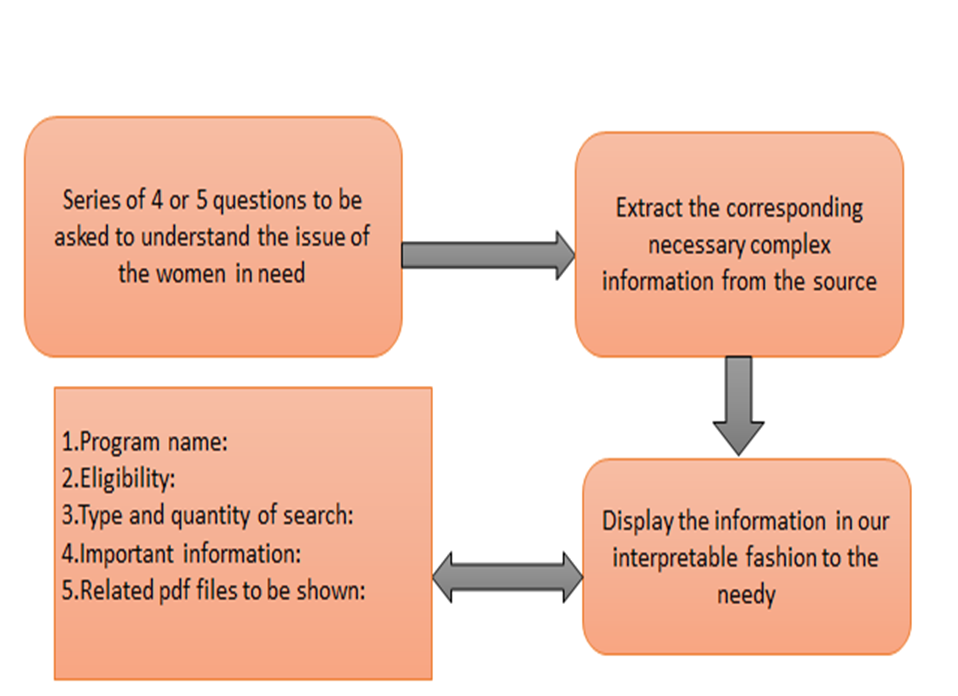 Series of 4 or 5 questions to be
asked to understand the issue of
the women in need
Extract the corresponding
necessary complex
information from the source
Display the information in our
interpretable fashion to the
needy
1.Program name:
2.Eligibility:
3.Type and quantity of search:
4.Important information:
5.Related pdf files to be shown: